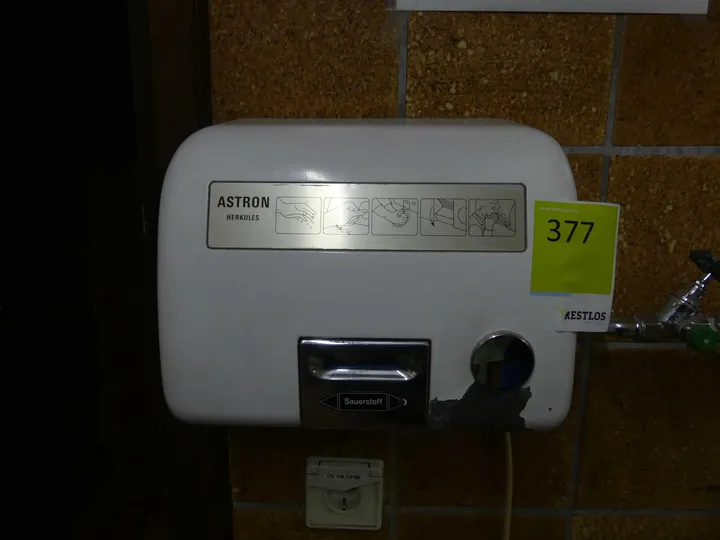 ASTRON
HERKULES
377
RESTLOS
Sauerstoff